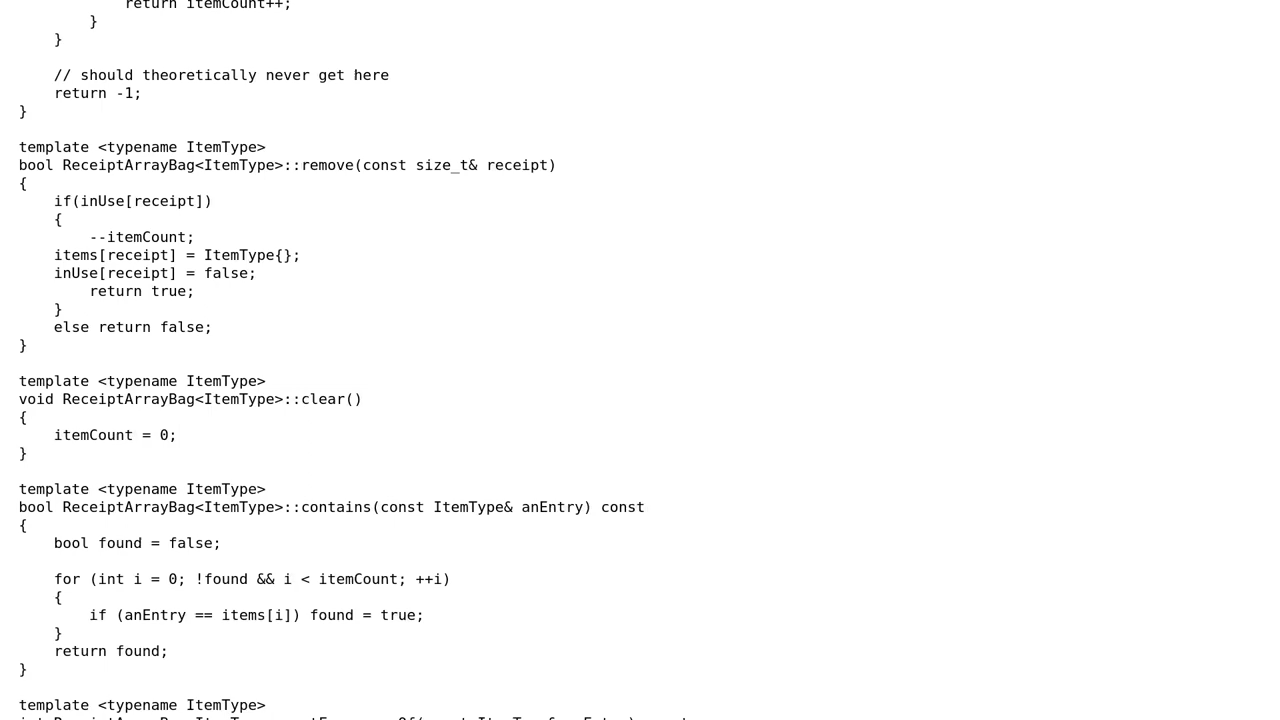 return itemCount++;
        }
    }

    // should theoretically never get here
    return -1;
}

template <typename ItemType>
bool ReceiptArrayBag<ItemType>::remove(const size_t& receipt)
{
    if(inUse[receipt])
    {
        --itemCount;
    items[receipt] = ItemType{};
    inUse[receipt] = false;
        return true;
    }
    else return false;
}

template <typename ItemType>
void ReceiptArrayBag<ItemType>::clear()
{
    itemCount = 0;
}

template <typename ItemType>
bool ReceiptArrayBag<ItemType>::contains(const ItemType& anEntry) const
{
    bool found = false;

    for (int i = 0; !found && i < itemCount; ++i)
    {
        if (anEntry == items[i]) found = true;
    }
    return found;
}

template <typename ItemType>